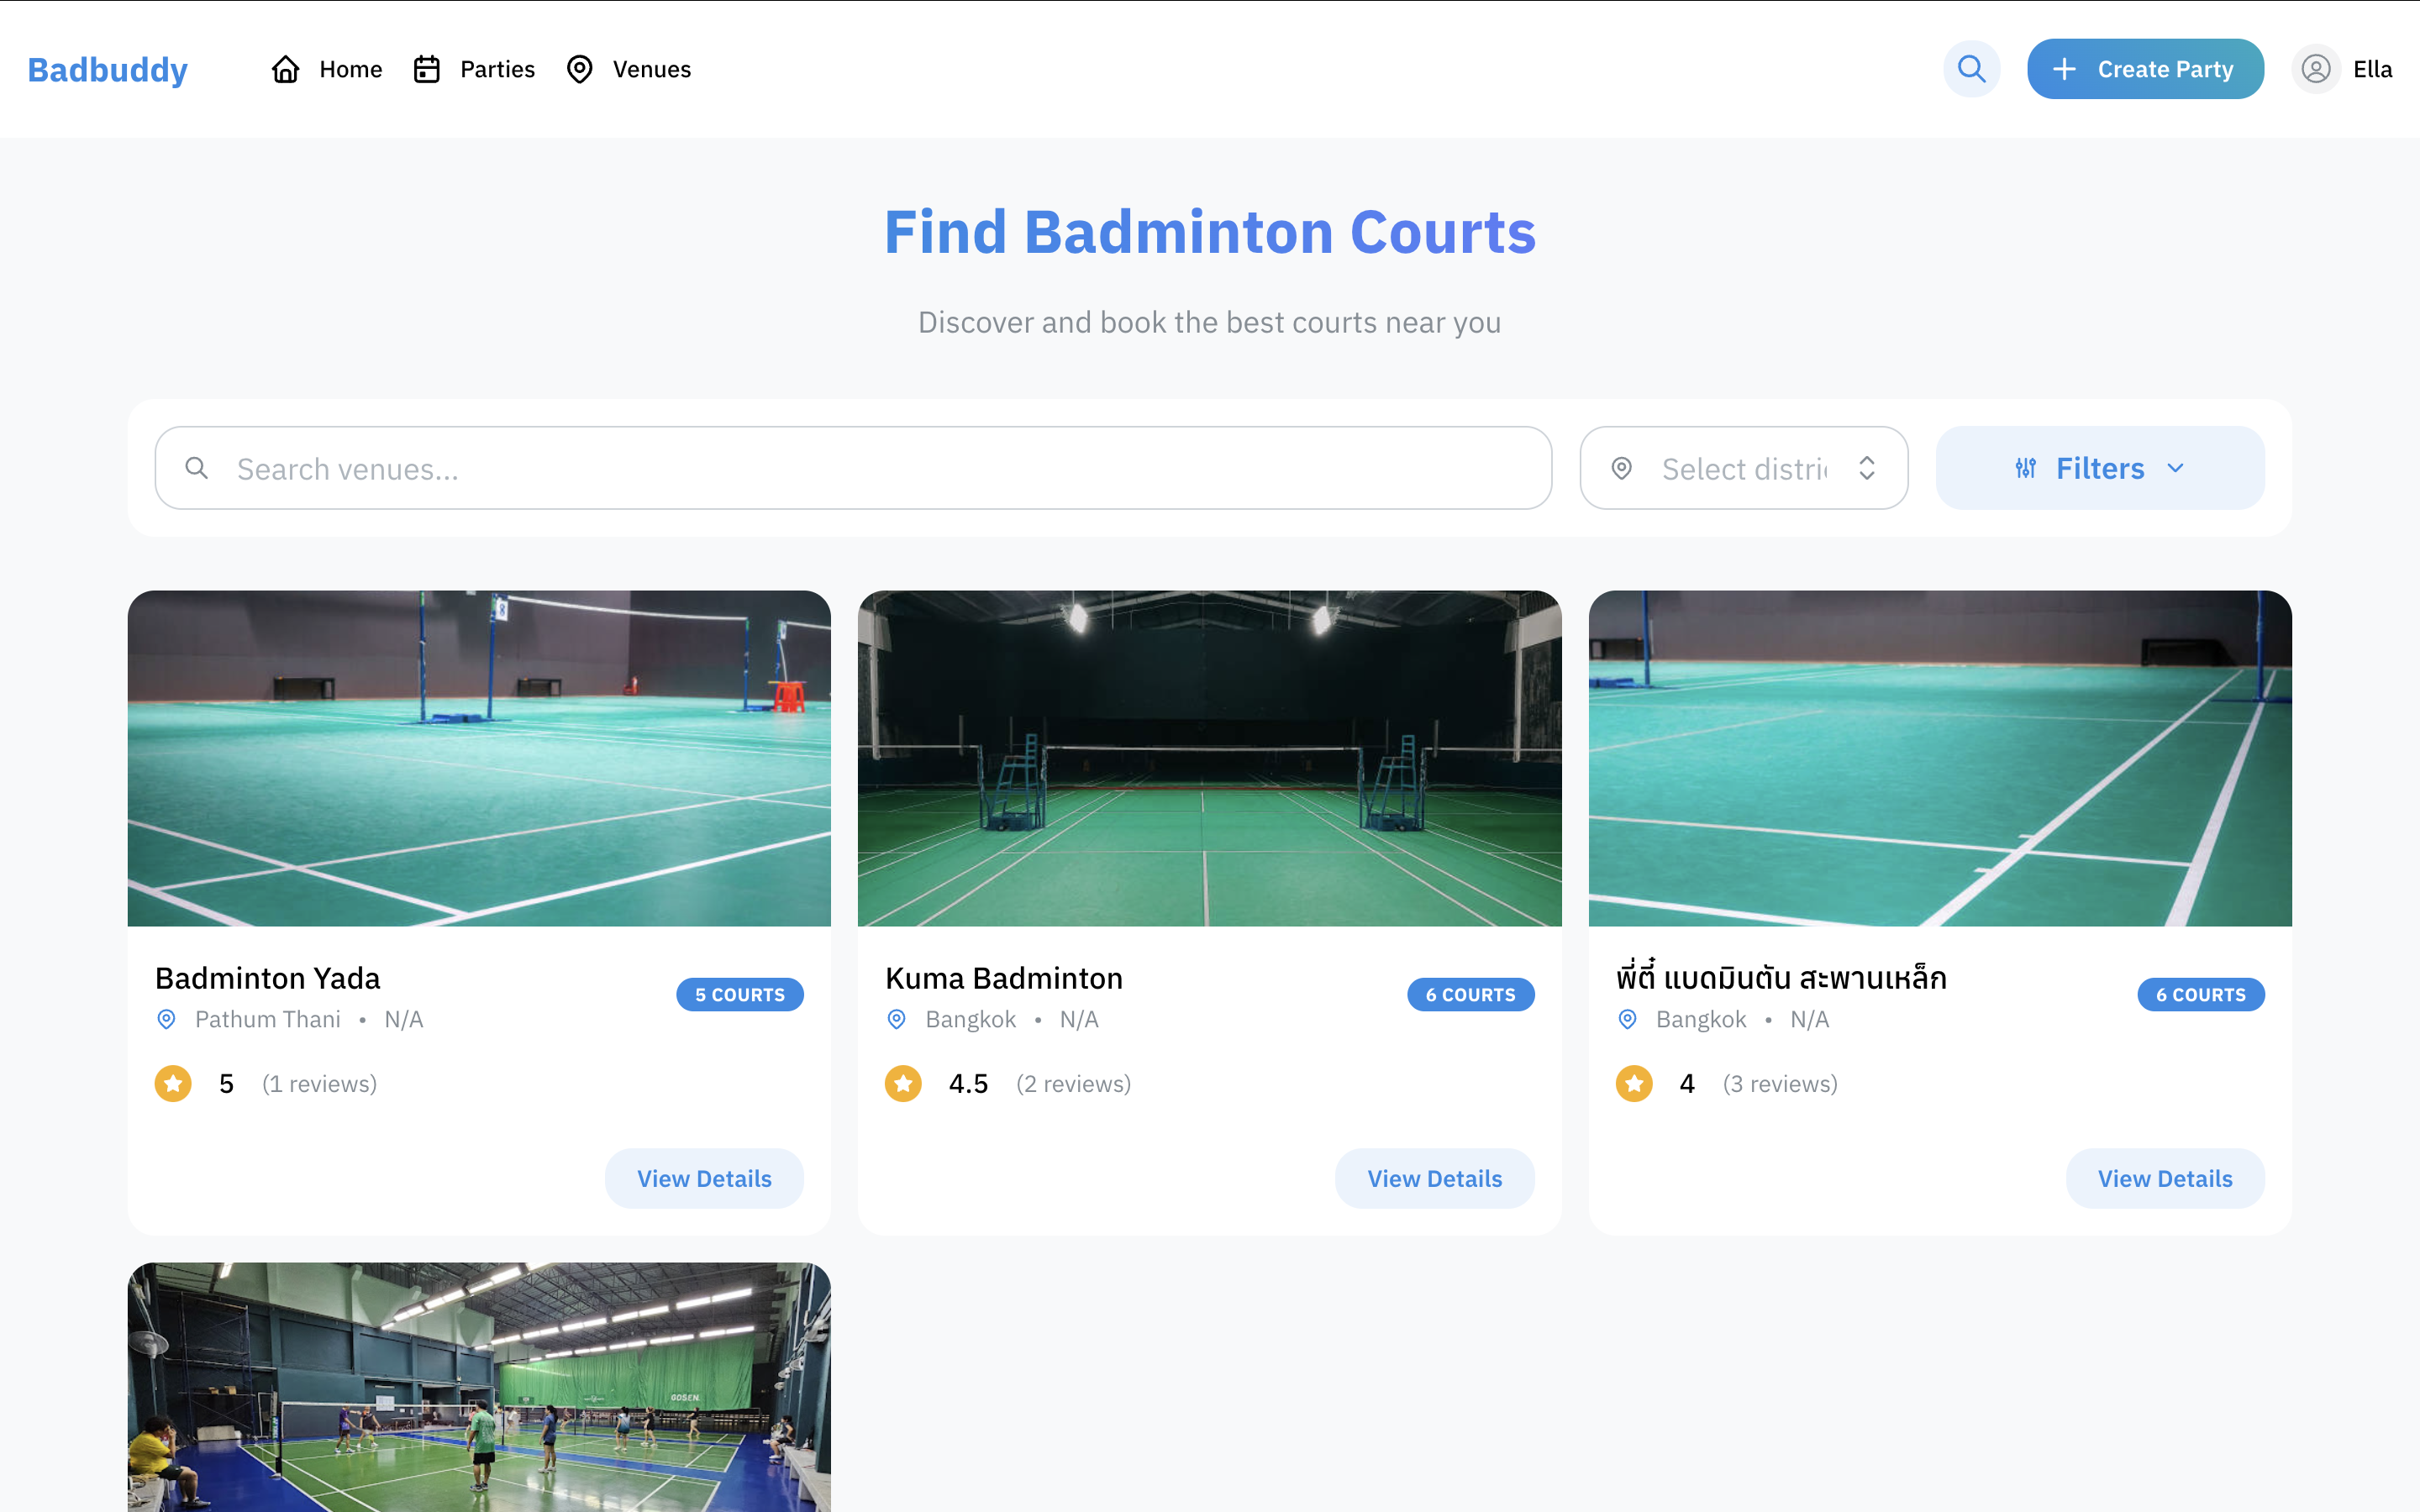 Badbuddy
Home
Parties
Venues
Create Party
Ella
Find Badminton Courts
Discover and book the best courts near you
Search venues...
Select distri
Filters
8
Badminton Yada
5 COURTS
Pathum Thani • N/A
5 (1 reviews)
View Details
Kuma Badminton
6 COURTS
Bangkok • N/A
4.5 (2 reviews)
View Details
พี่ตี๋ แบดมินตัน สะพานเหล็ก
6 COURTS
Bangkok • N/A
4 (3 reviews)
View Details
GOSEN